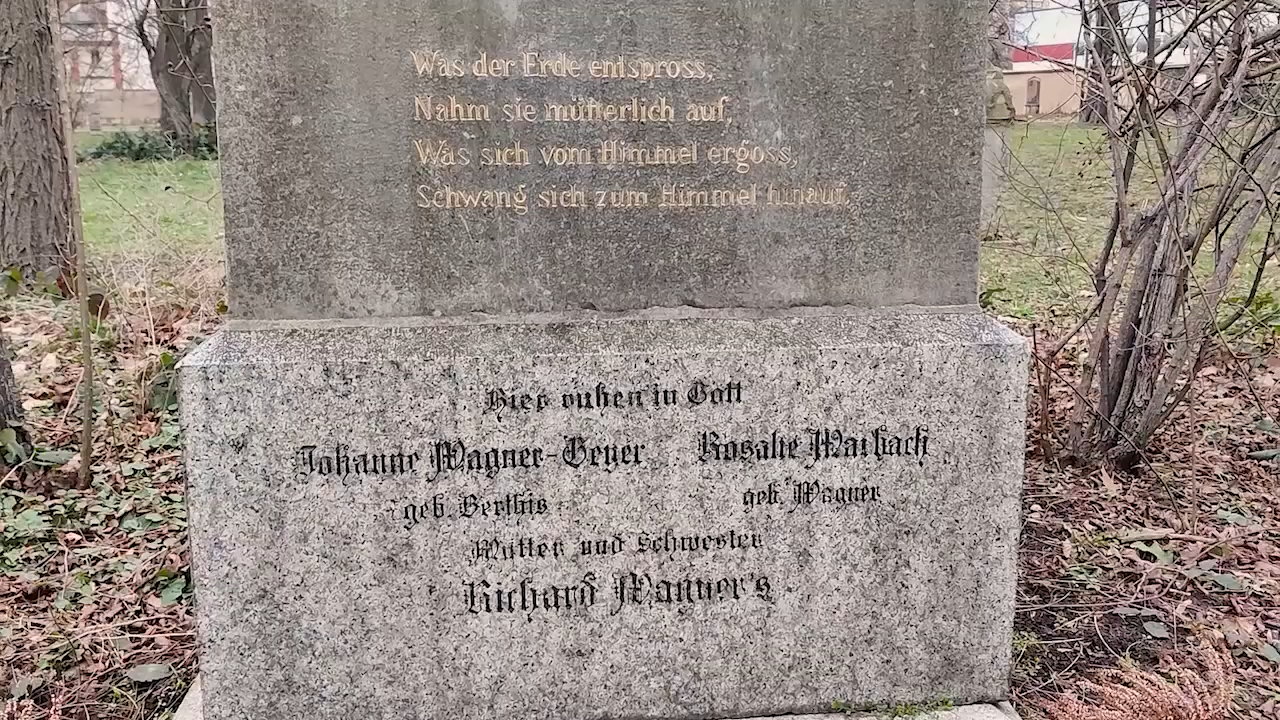 Was der Erde entspross,
Nahm sie mütterlich auf,
Was sich vom Himmel ergoss,
Schwang sich zum Himmel hinauf.
Hier ruhen in Gott
Johanne Wagner-Geyer Rosalie Marbach
geb. Berthis geb. Wagner
Mutter und Schwester
Richard Wagner's